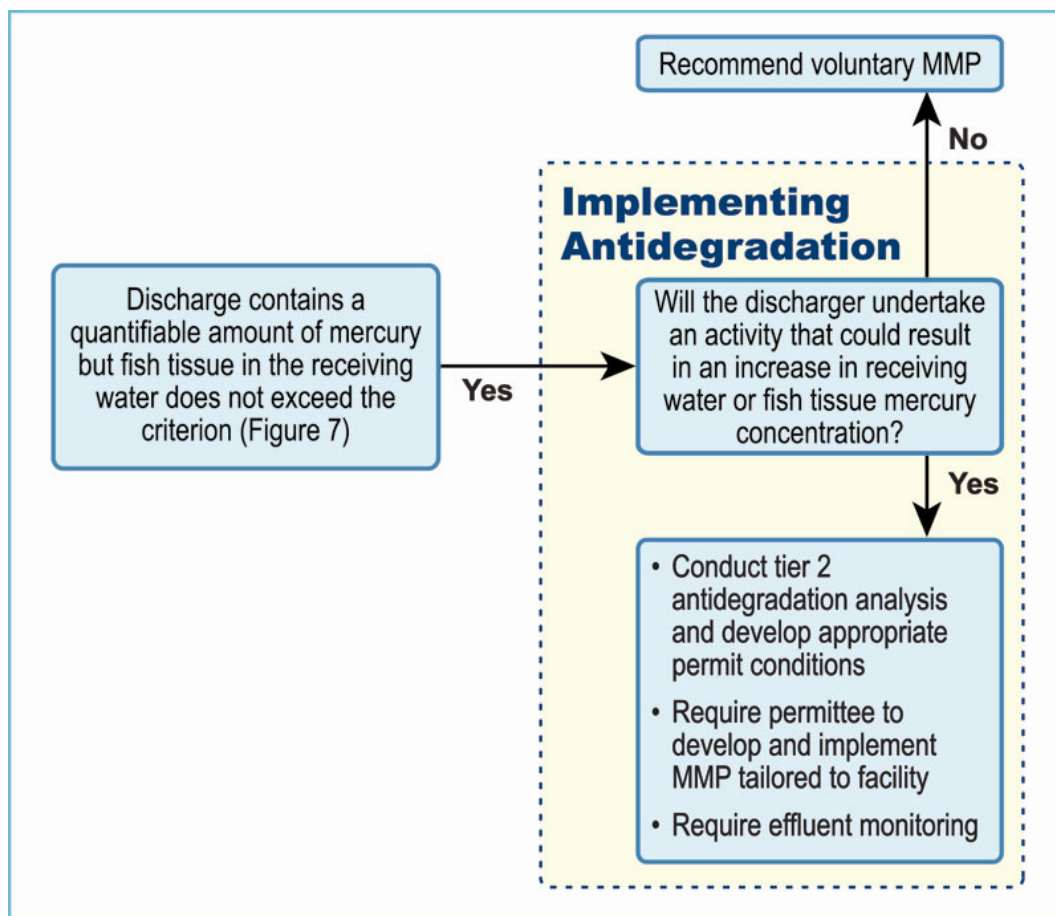 Recommend voluntary MMP
No
Implementing
Antidegradation
Discharge contains a
quantifiable amount of mercury
but fish tissue in the receiving
water does not exceed the
criterion (Figure 7)
Yes
Will the discharger undertake
an activity that could result
in an increase in receiving
water or fish tissue mercury
concentration?
Yes
• Conduct tier 2
antidegradation analysis
and develop appropriate
permit conditions
• Require permittee to
develop and implement
MMP tailored to facility
• Require effluent monitoring